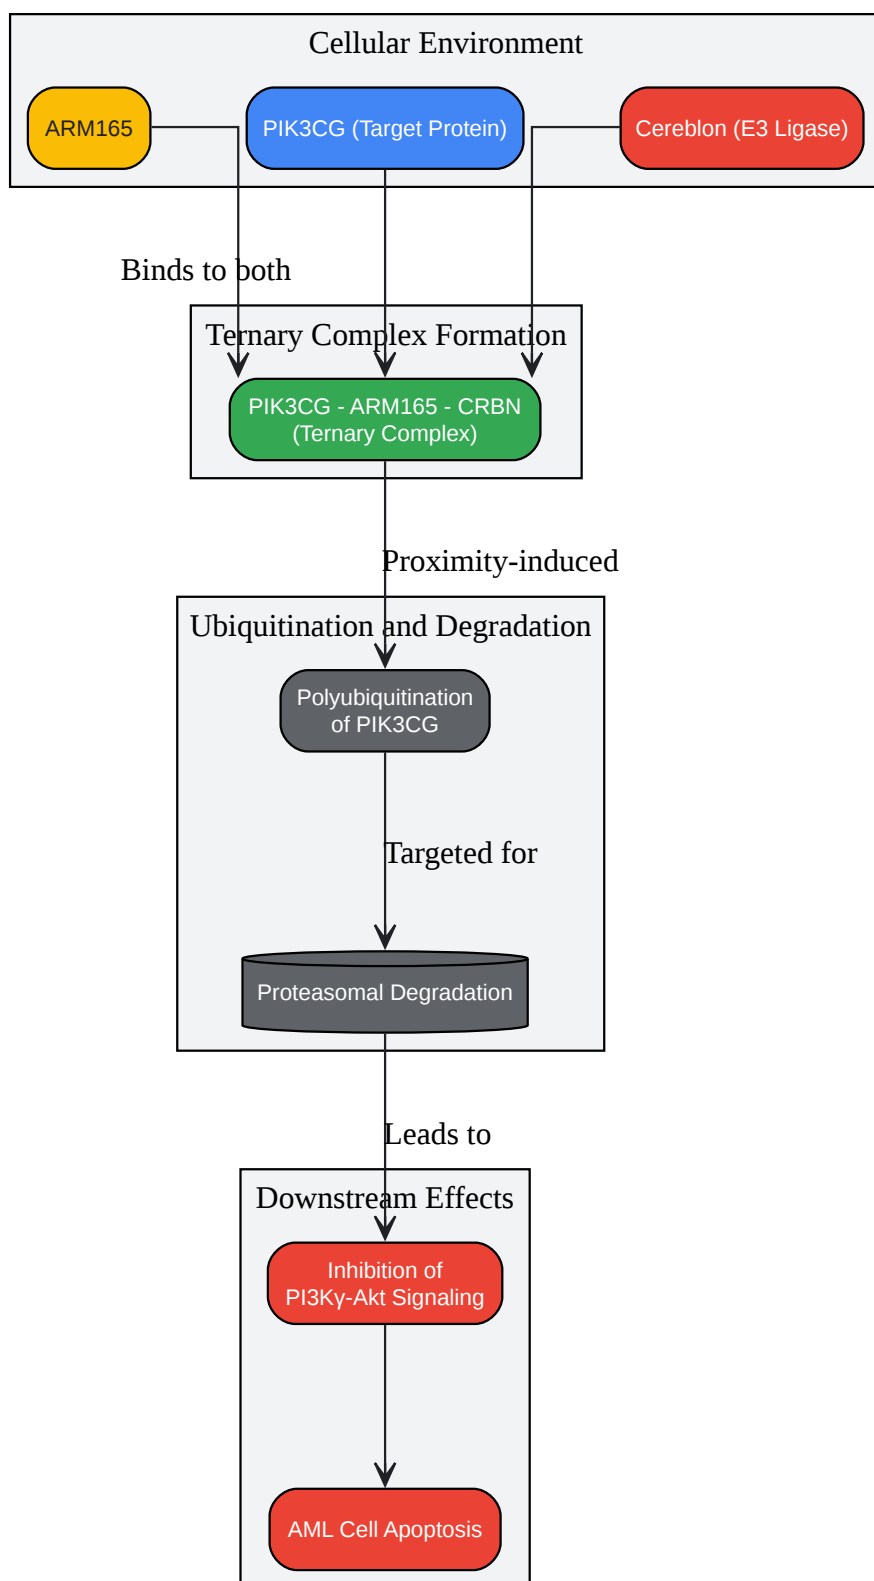 Cellular Environment
ARM165
PIK3CG (Target Protein)
Cereblon (E3 Ligase)
Binds to both
Ternary Complex Formation
PIK3CG - ARM165 - CRBN
(Ternary Complex)
Proximity-induced
Ubiquitination and Degradation
Polyubiquitination
of PIK3CG
Targeted for
Proteasomal Degradation
Leads to
Downstream Effects
Inhibition of
PI3Kγ-Akt Signaling
AML Cell Apoptosis